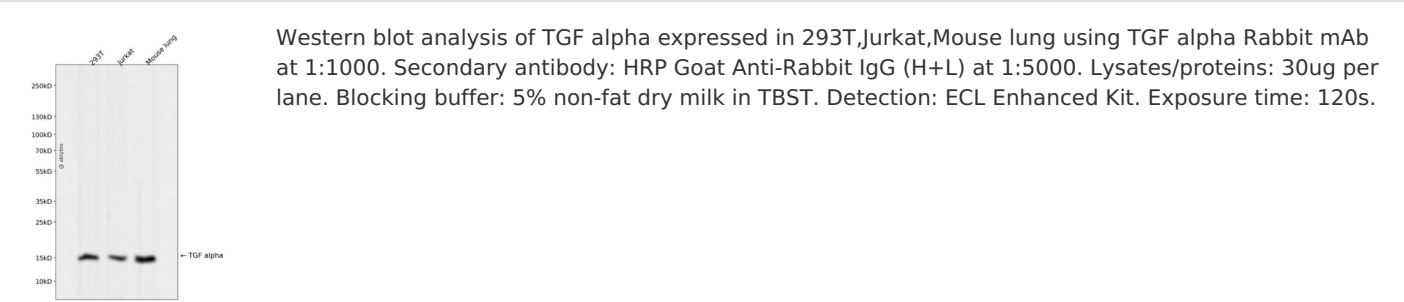 Western blot analysis of TGF alpha expressed in 293T,Jurkat,Mouse lung using TGF alpha Rabbit mAb
at 1:1000. Secondary antibody: HRP Goat Anti-Rabbit IgG (H+L) at 1:5000. Lysates/proteins: 30ug per
lane. Blocking buffer: 5% non-fat dry milk in TBST. Detection: ECL Enhanced Kit. Exposure time: 120s.
293T
Jurkat
Mouse lung
250kD
130kD
100kD
70kD
55kD
35kD
25kD
15kD
10kD
← TGF alpha